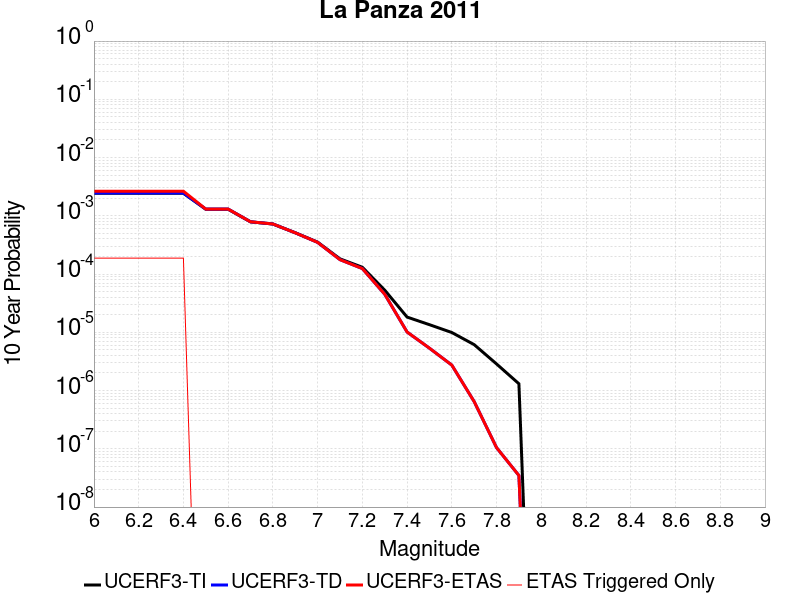 La Panza 2011
10^0
10^-1
10^-2
10^-3
10^-4
10^-5
10^-6
10^-7
10^-8
10 Year Probability
6 6.2 6.4 6.6 6.8 7 7.2 7.4 7.6 7.8 8 8.2 8.4 8.6 8.8 9
Magnitude
UCERF3-TI UCERF3-TD UCERF3-ETAS ETAS Triggered Only